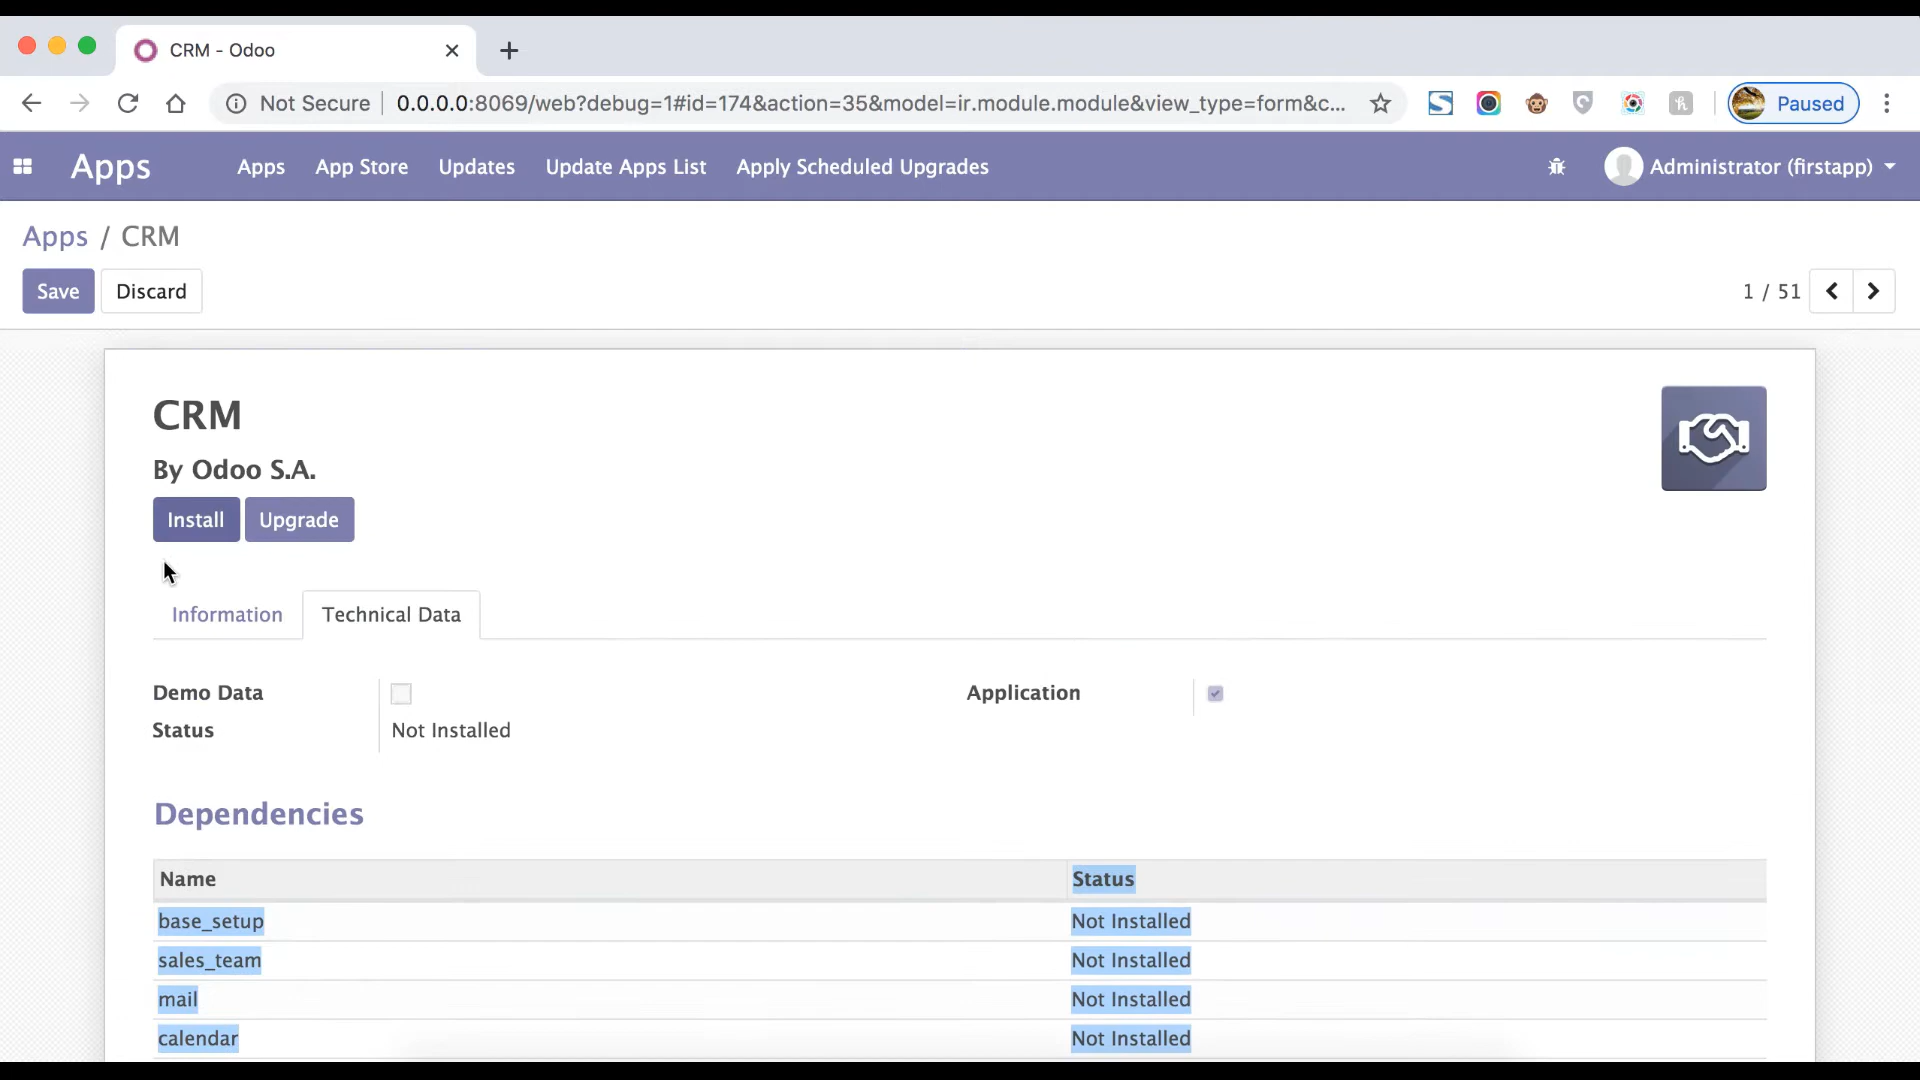 CRM - Odoo
Not Secure 0.0.0.0:8069/web?debug=1#id=174&action=35&model=ir.module.module&view_type=form&c... Paused
Apps Apps App Store Updates Update Apps List Apply Scheduled Upgrades Administrator (firstapp)
Apps / CRM
Save Discard 1 / 51
CRM
By Odoo S.A.
Install Upgrade
Information Technical Data
Demo Data Application
Status Not Installed
Dependencies
Name Status
base_setup Not Installed
sales_team Not Installed
mail Not Installed
calendar Not Installed